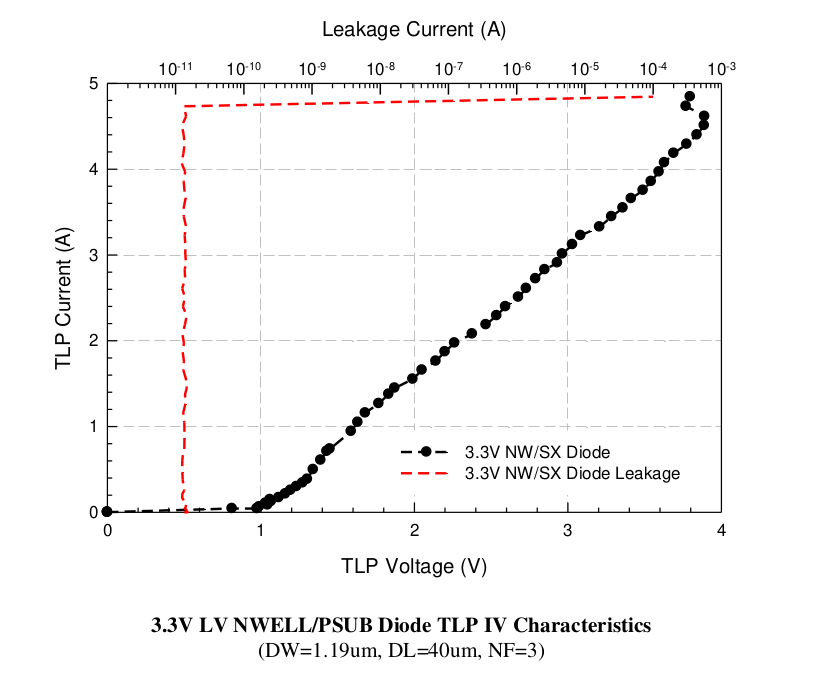 Leakage Current (A)
10-11 10-10 10-9 10-8 10-7 10-6 10-5 10-4 10-3
5
4
3
2
1
0
TLP Current (A)
3.3V NW/SX Diode
3.3V NW/SX Diode Leakage
0 1 2 3 4
TLP Voltage (V)
3.3V LV NWELL/PSUB Diode TLP IV Characteristics
(DW=1.19um, DL=40um, NF=3)